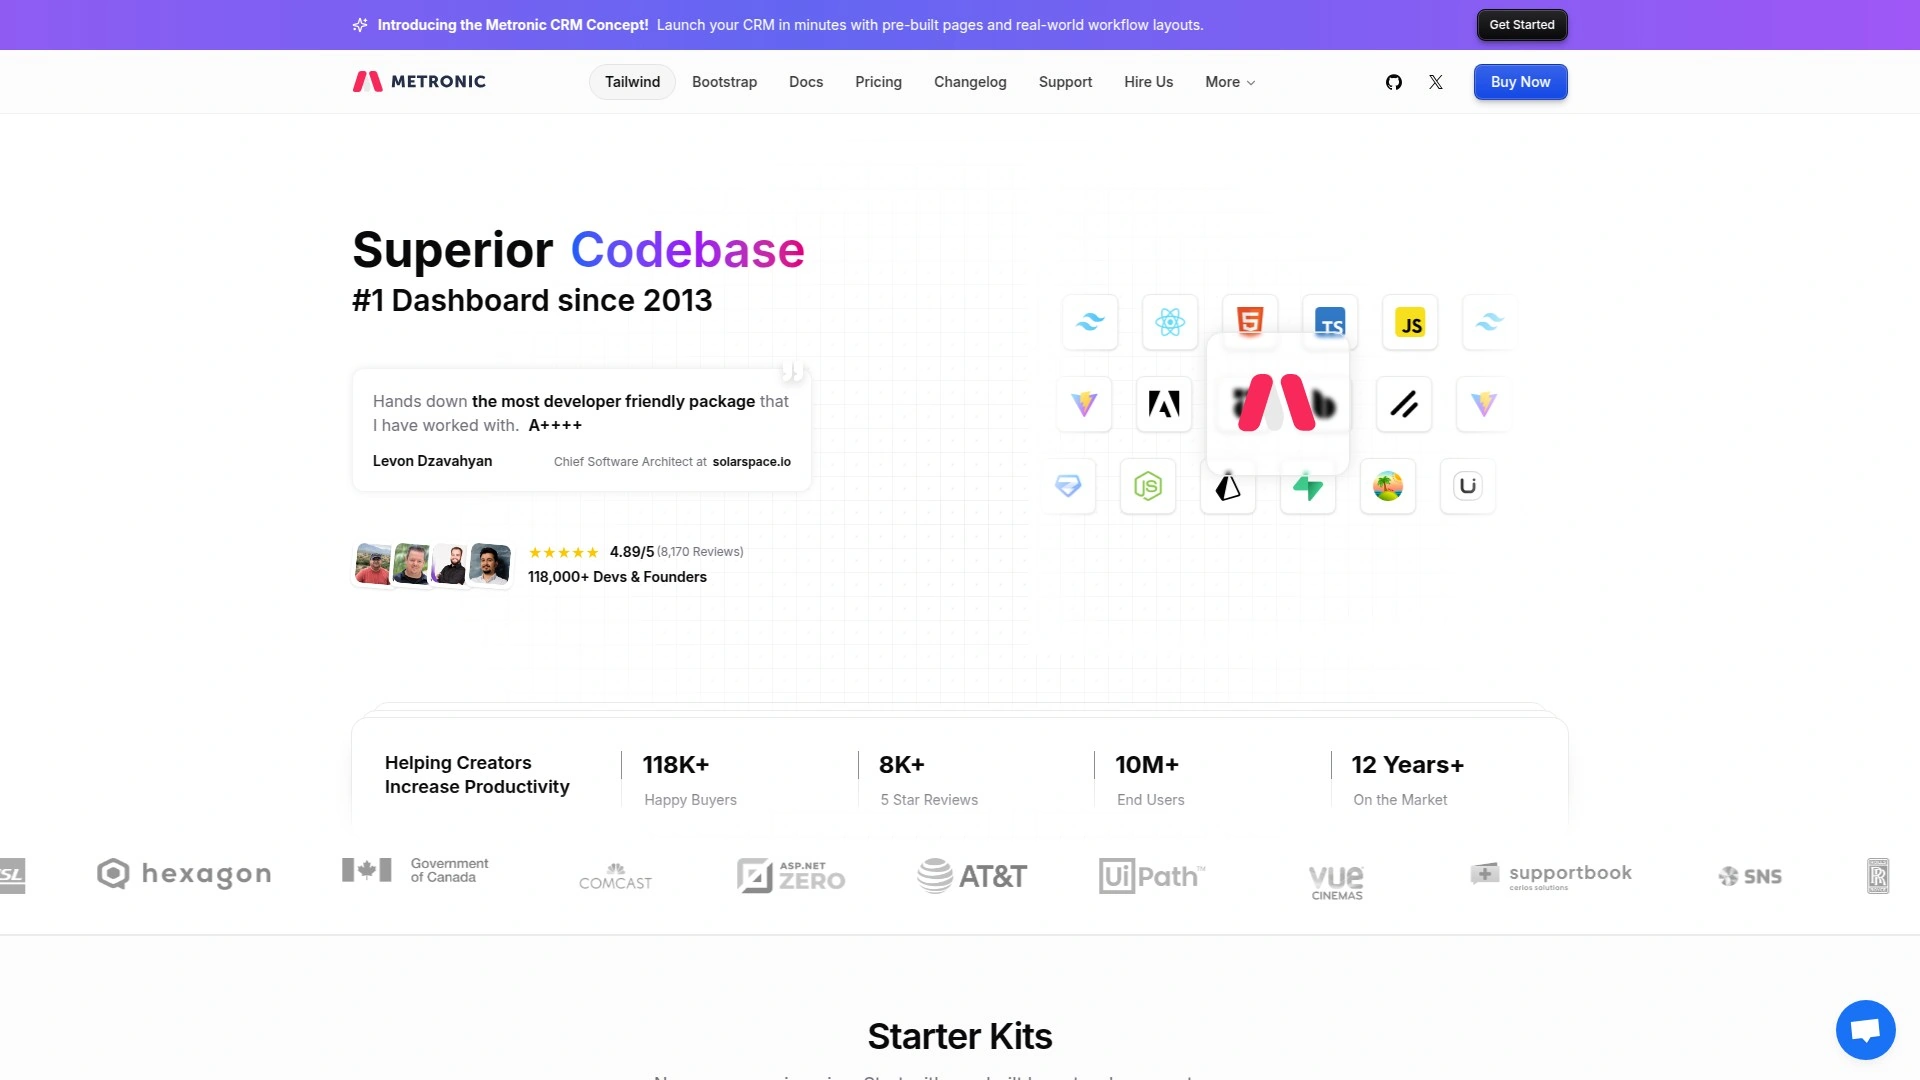 Introducing the Metronic CRM Concept! Launch your CRM in minutes with pre-built pages and real-world workflow layouts.
Get Started
METRONIC
Tailwind
Bootstrap
Docs
Pricing
Changelog
Support
Hire Us
More
Buy Now
Superior Codebase
#1 Dashboard since 2013
Hands down the most developer friendly package that
I have worked with. A++++
Levon Dzavahyan
Chief Software Architect at solarspace.io
4.89/5 (8,170 Reviews)
118,000+ Devs & Founders
5
TS
JS
JS
Helping Creators
Increase Productivity
118K+
Happy Buyers
8K+
5 Star Reviews
10M+
End Users
12 Years+
On the Market
hexagon
Government
of Canada
COMCAST
ASP.NET
ZERO
AT&T
UiPath™
VUE
CINEMAS
supportbook
cerios solutions
SNS
Starter Kits